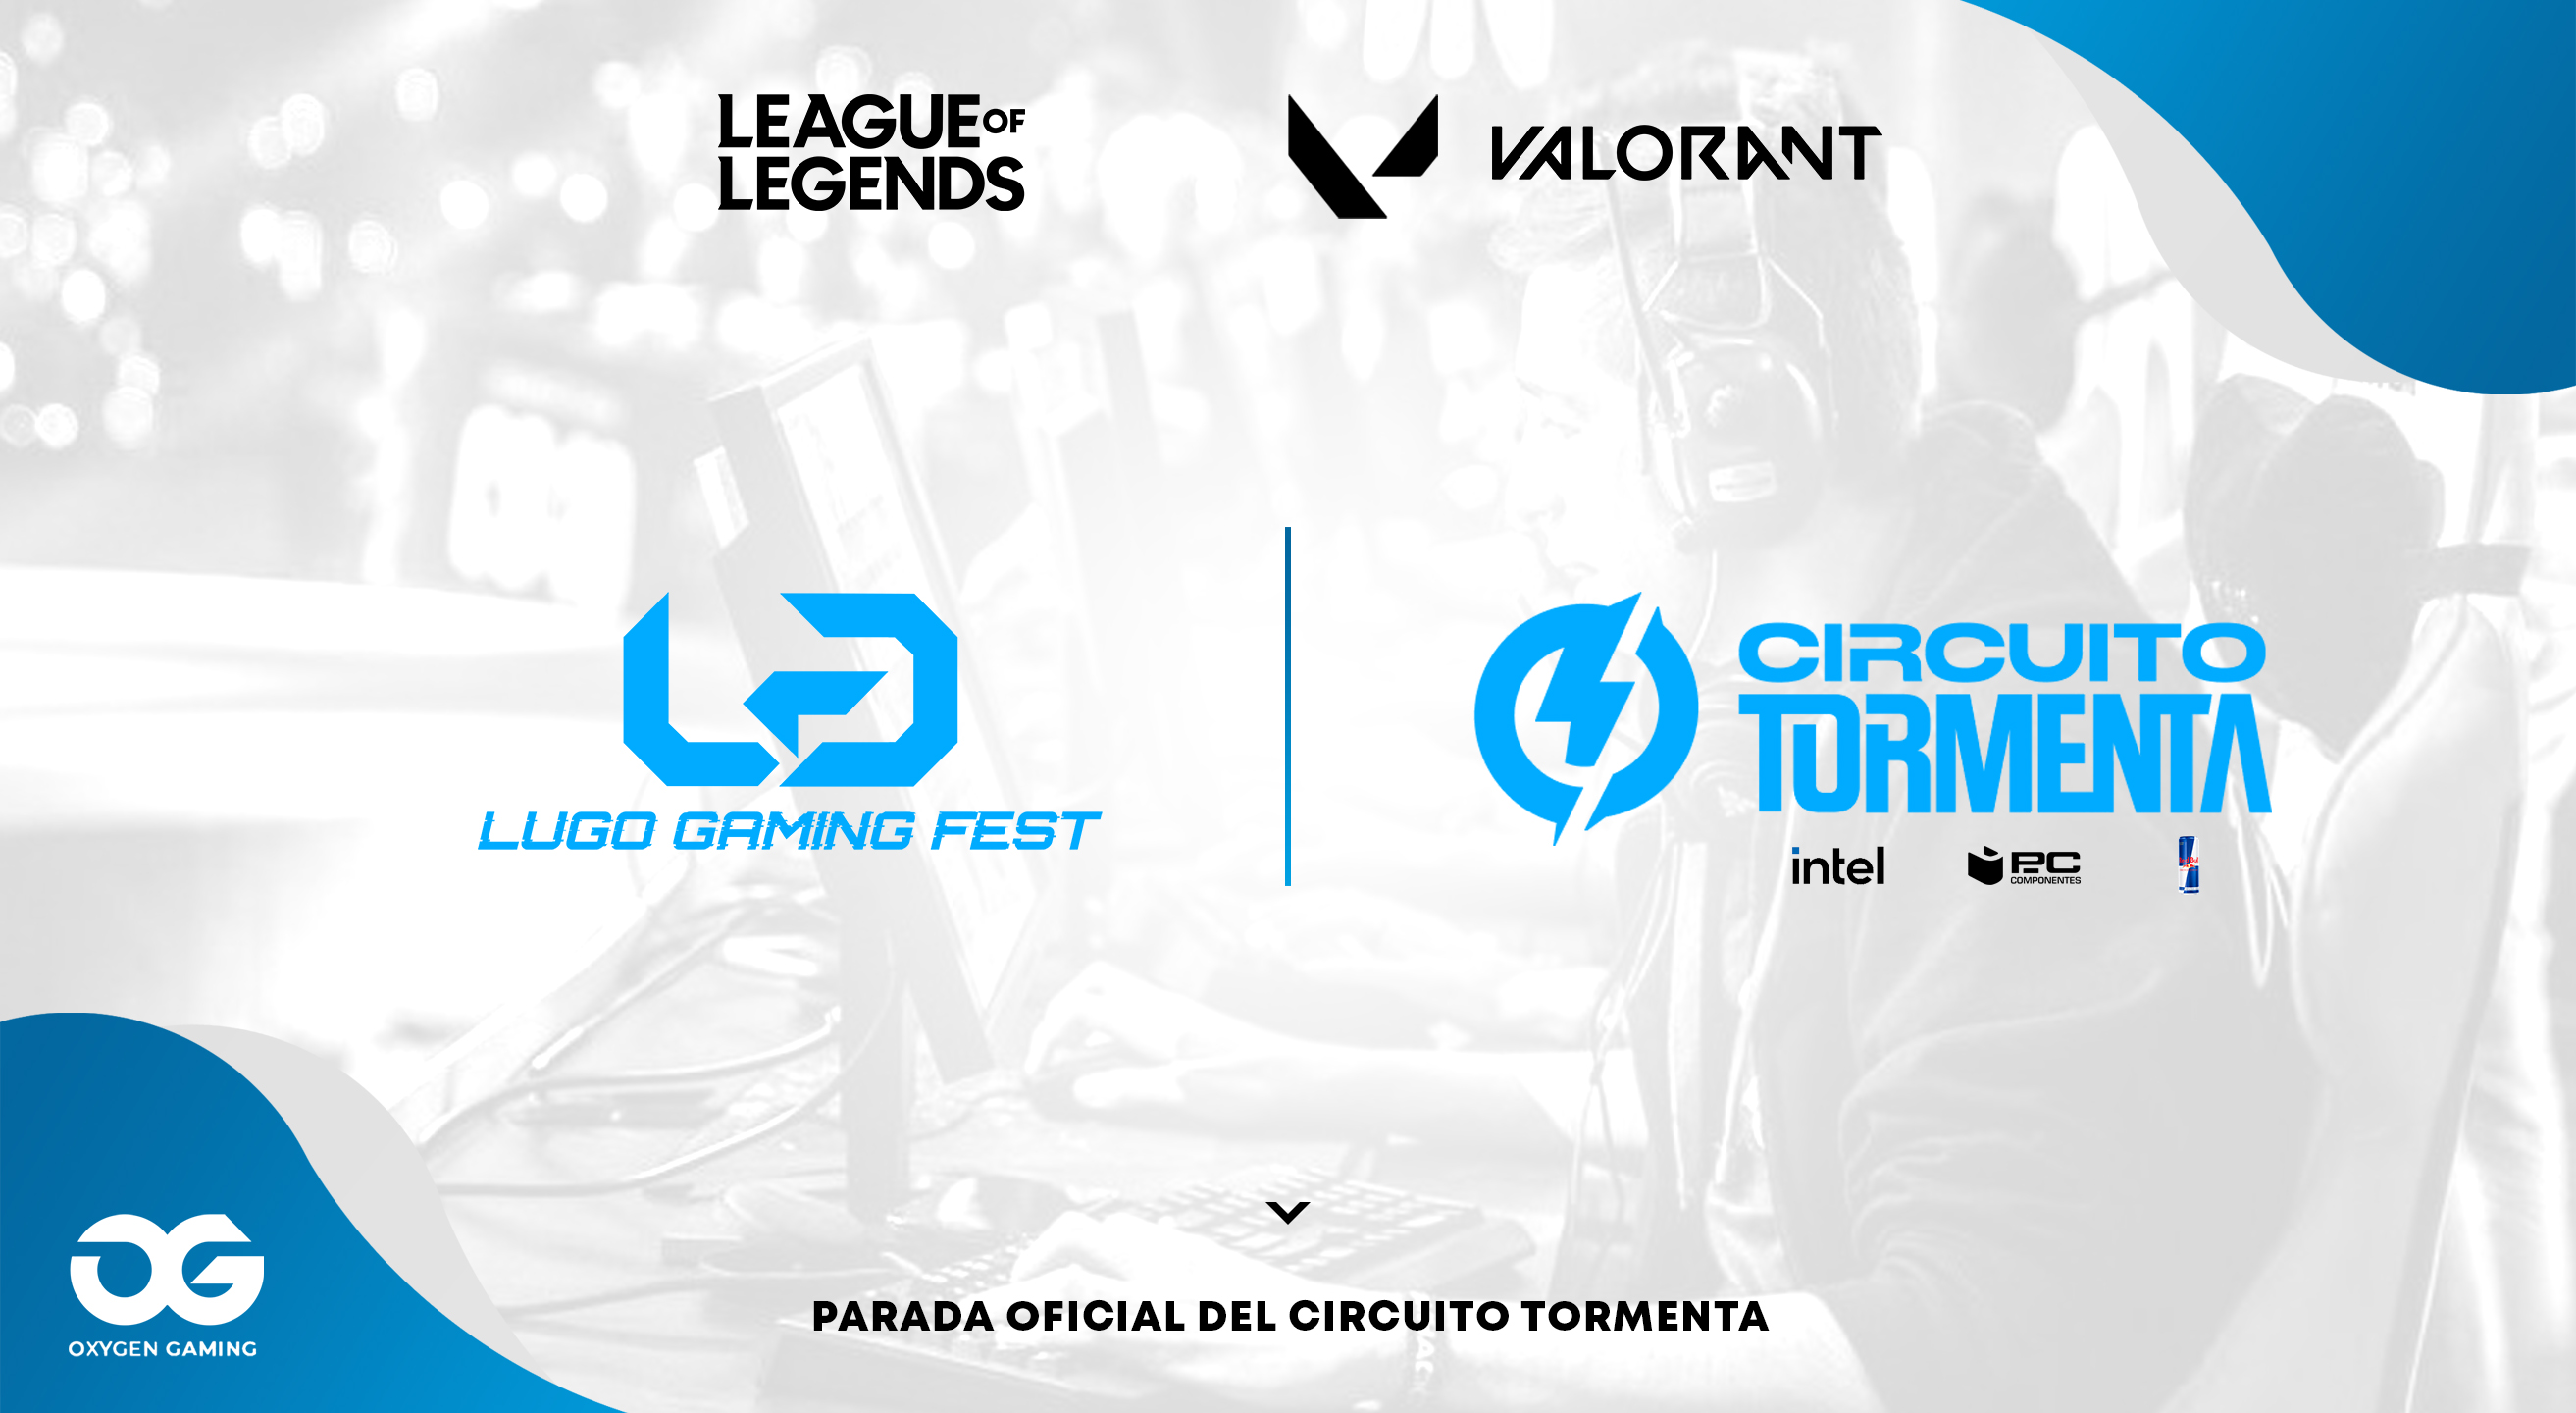 LEAGUE OF
LEGENDS
VALORANT
LUGO GAMING FEST
CIRCUITO
TORMENTA
intel
PC
COMPONENTES
PARADA OFICIAL DEL CIRCUITO TORMENTA
OG
OXYGEN GAMING